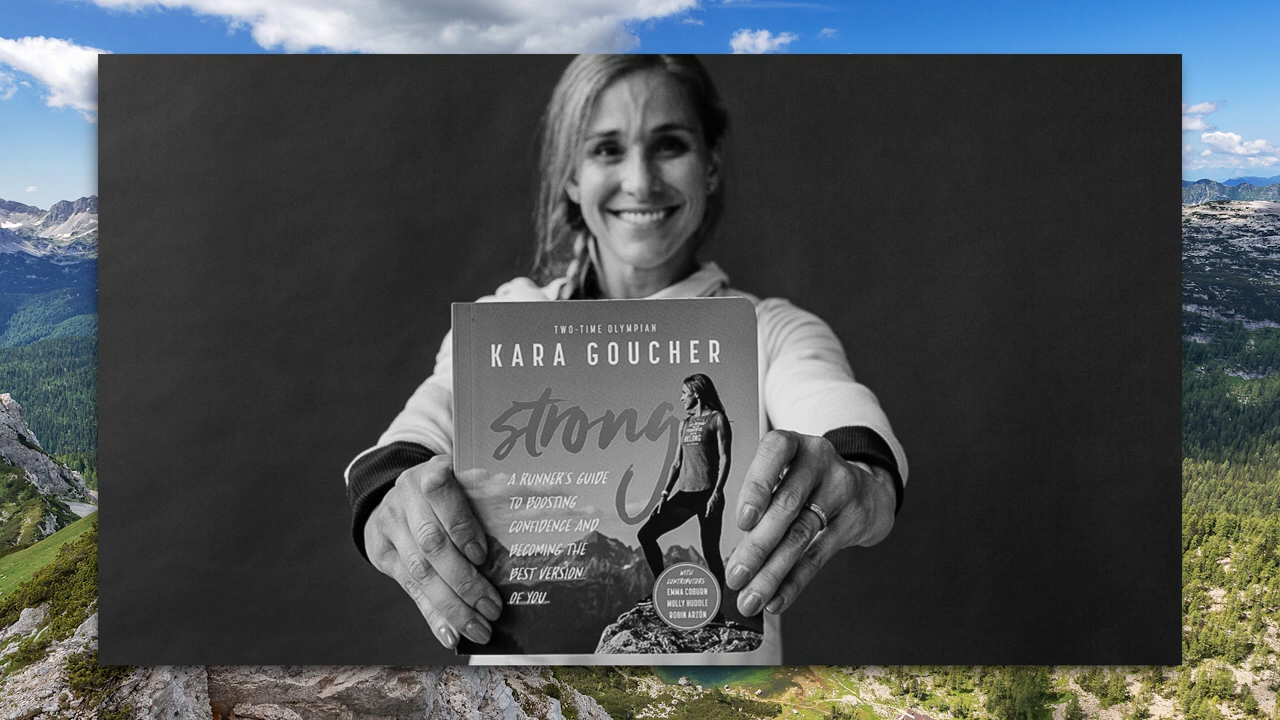 TWO-TIME OLYMPIAN
KARA GOUCHER
strong
A RUNNER'S GUIDE
TO BOOSTING
CONFIDENCE AND
BECOMING THE
BEST VERSION
OF YOU
WITH
CONTRIBUTORS
EMMA COBURN
MOLLY HUDDLE
ROBIN ARZÓN